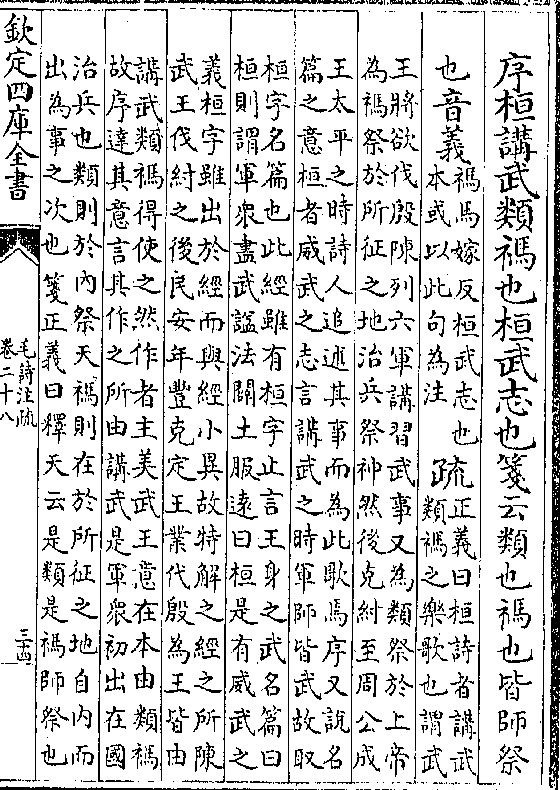 序桓講武類禡也桓武志也箋云類也禡也皆師祭
也音義禡馬嫁反桓武志也
本或以此句為注
疏正義曰桓詩者講武
類禡之樂歌也謂武
王將欲伐殷陳列六軍講習武事又為類祭於上帝
為禡祭於所征之地治兵祭神然後克紂至周公成
王太平之時詩人追述其事而為此歌焉序又說名
篇之意桓者威武之志言講武之時軍師皆武故取
桓字名篇也此經雖有桓字止言王身之武名篇曰
桓則謂軍衆盡武謚法闢土服遠曰桓是有威武之
義桓字雖出於經而與經小異故特解之經之所陳
武王伐紂之後民安年豐克定王業代殷為王皆由
講武類禡得使之然作者主美武王意在本由類禡
故序達其意言其作之所由講武是軍衆初出在國
治兵也類則於內祭天禡則在於所征之地自內而
出為事之次也 箋正義曰釋天云是類是禡師祭也
欽定四庫全書
毛詩注疏
卷二十八
三四